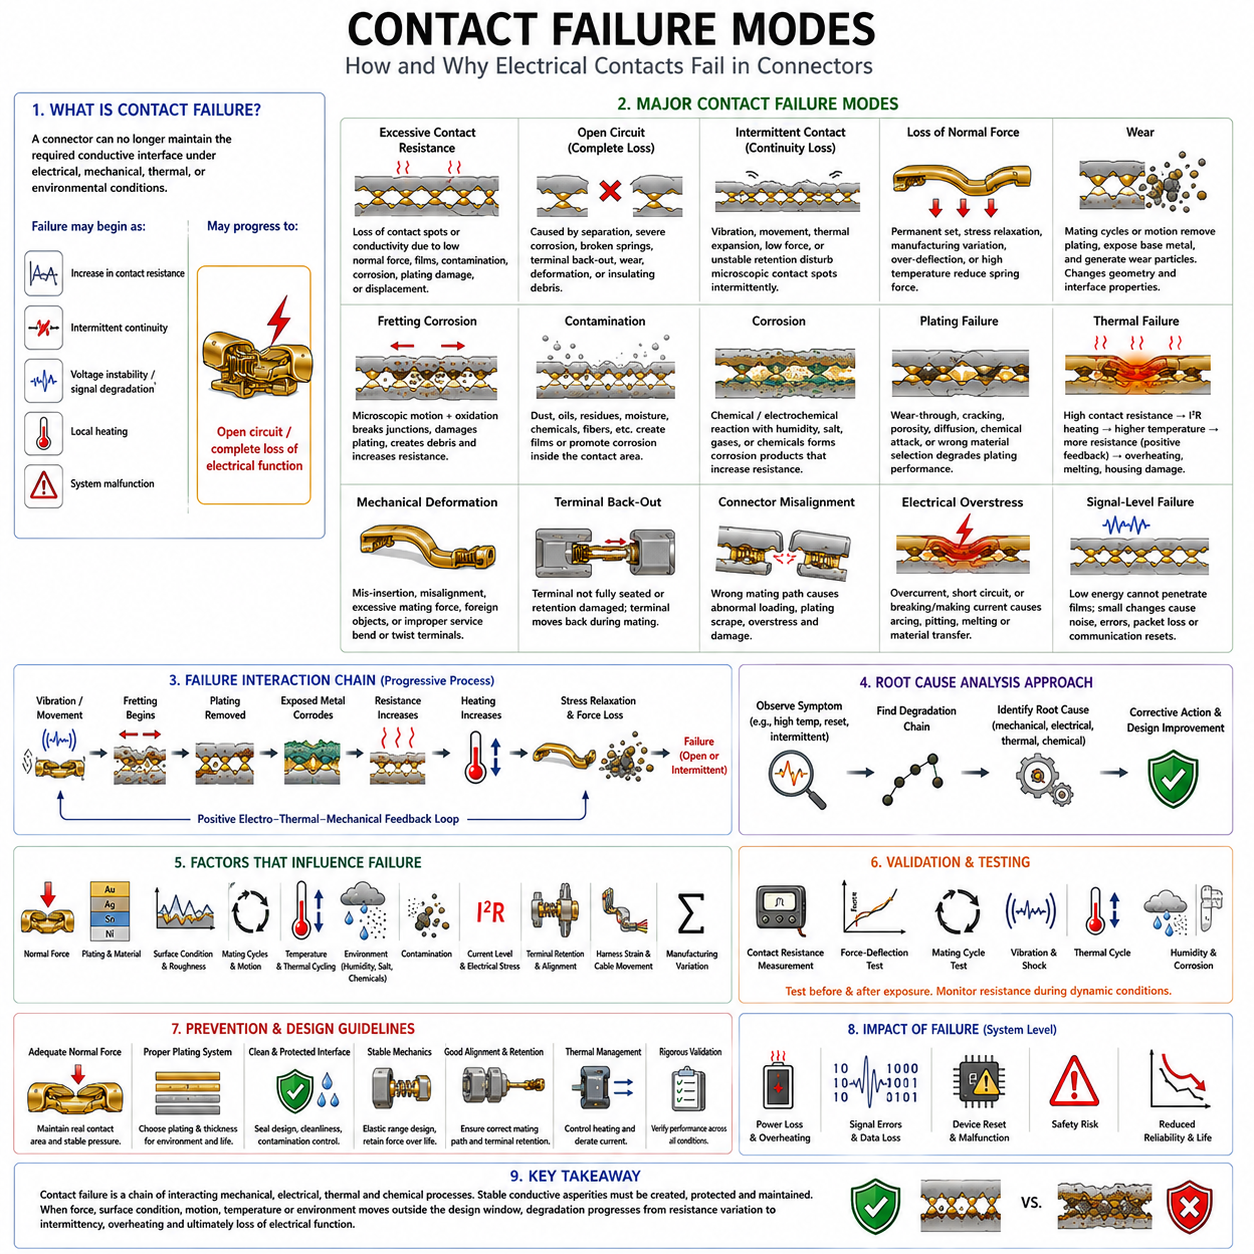 CONTACT FAILURE MODES
How and Why Electrical Contacts Fail in Connectors
1. WHAT IS CONTACT FAILURE?
A connector can no longer maintain the
required conductive interface under
electrical, mechanical, thermal, or
environmental conditions.
Failure may begin as:
Increase in contact resistance
Intermittent continuity
Voltage instability /
signal degradation
Local heating
System malfunction
May progress to:
Open circuit /
complete loss of
electrical function
2. MAJOR CONTACT FAILURE MODES
Excessive Contact
Resistance
Loss of contact spots or
conductivity due to low
normal force, films, contamination,
corrosion, plating damage,
or displacement.
Open Circuit
(Complete Loss)
Caused by separation, severe
corrosion, broken springs,
terminal back-out, wear,
deformation, or insulating
debris.
Intermittent Contact
(Continuity Loss)
Vibration, movement, thermal
expansion, low force, or
unstable retention disturb
microscopic contact spots
intermittently.
Loss of Normal Force
Permanent set, stress relaxation,
manufacturing variation,
over-deflection, or high
temperature reduce spring
force.
Wear
Mating cycles or motion remove
plating, expose base metal,
and generate wear particles.
Changes geometry and
interface properties.
Fretting Corrosion
Microscopic motion + oxidation
breaks junctions, damages
plating, creates debris and
increases resistance.
Contamination
Dust, oils, residues, moisture,
chemicals, fibers, etc. create
films or promote corrosion
inside the contact area.
Corrosion
Chemical / electrochemical
reaction with humidity, salt,
gases, or chemicals forms
corrosion products that
increase resistance.
Plating Failure
Wear-through, cracking,
porosity, diffusion, chemical
attack, or wrong material
selection degrades plating
performance.
Thermal Failure
High contact resistance → I²R
heating → higher temperature →
more resistance (positive
feedback) → overheating,
melting, housing damage.
Mechanical Deformation
Mis-insertion, misalignment,
excessive mating force, foreign
objects, or improper service
bend or twist terminals.
Terminal Back-Out
Terminal not fully seated or
retention damaged; terminal
moves back during mating.
Connector Misalignment
Wrong mating path causes
abnormal loading, plating
scrape, overstress and
damage.
Electrical Overstress
Overcurrent, short circuit, or
breaking/making current causes
arcing, pitting, melting or
material transfer.
Signal-Level Failure
Low energy cannot penetrate
films; small changes cause
noise, errors, packet loss or
communication resets.
3. FAILURE INTERACTION CHAIN (Progressive Process)
Vibration /
Movement
Fretting
Begins
Plating
Removed
Exposed Metal
Corrodes
Resistance
Increases
Heating
Increases
Stress Relaxation
& Force Loss
Failure
(Open or
Intermittent)
Positive Electro-Thermal-Mechanical Feedback Loop
4. ROOT CAUSE ANALYSIS APPROACH
Observe Symptom
(e.g., high temp, reset,
intermittent)
Find Degradation
Chain
Identify Root Cause
(mechanical, electrical,
thermal, chemical)
Corrective Action &
Design Improvement
5. FACTORS THAT INFLUENCE FAILURE
Normal Force
Au
Ag
Sn
Ni
Plating & Material
Surface Condition
& Roughness
Mating Cycles
& Motion
Temperature
& Thermal Cycling
Environment
(Humidity, Salt,
Chemicals)
Contamination
I²R
Current Level
& Electrical Stress
Terminal Retention
& Alignment
Harness Strain &
Cable Movement
Σ
Manufacturing
Variation
6. VALIDATION & TESTING
Contact Resistance
Measurement
Force
Force-Deflection
Test
Mating Cycle
Test
Vibration &
Shock
Thermal Cycle
Humidity &
Corrosion
Test before & after exposure. Monitor resistance during dynamic conditions.
7. PREVENTION & DESIGN GUIDELINES
Adequate Normal Force
Maintain real contact
area and stable pressure.
Proper Plating System
Choose plating & thickness
for environment and life.
Clean & Protected Interface
Seal design, cleanliness,
contamination control.
Stable Mechanics
Elastic range design,
retain force over life.
Good Alignment & Retention
Ensure correct mating
path and terminal retention.
Thermal Management
Control heating and
derate current.
Rigorous Validation
Verify performance across
all conditions.
8. IMPACT OF FAILURE (System Level)
Power Loss
& Overheating
10 1000
10 1001
10 0101
Signal Errors
& Data Loss
Device Reset
& Malfunction
Safety Risk
Reduced
Reliability & Life
9. KEY TAKEAWAY
Contact failure is a chain of interacting mechanical, electrical, thermal and chemical processes. Stable conductive asperities must be created, protected and maintained.
When force, surface condition, motion, temperature or environment moves outside the design window, degradation progresses from resistance variation to
intermittency, overheating and ultimately loss of electrical function.
VS.